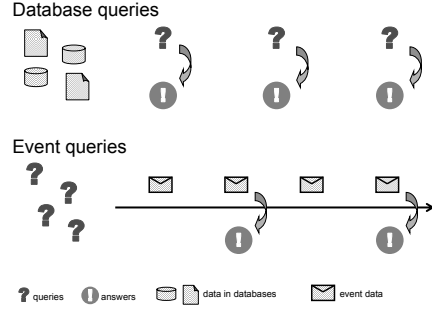 Database queries
Event queries
queries
answers
data in databases
event data